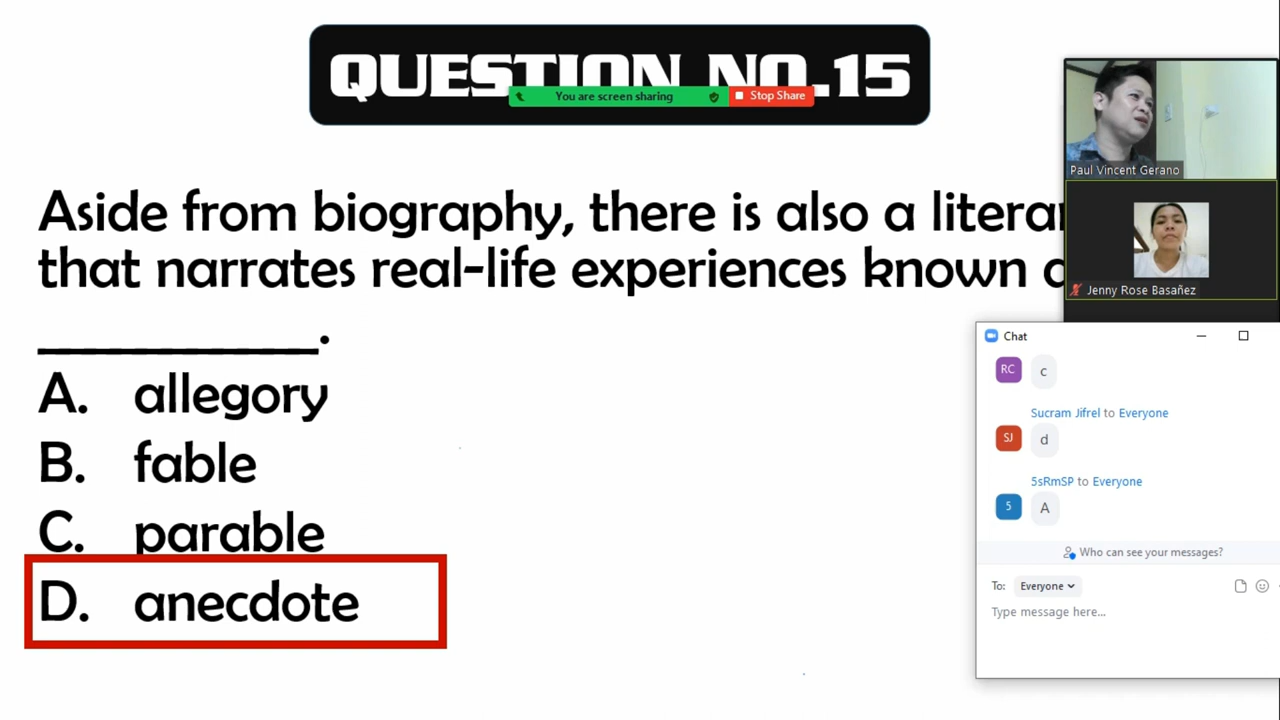 QUESTION NO.15
You are screen sharing
Stop Share
Aside from biography, there is also a
that narrates real-life experiences known
____________.
A. allegory
B. fable
C. parable
D. anecdote
Paul Vincent Gerano
Jenny Rose Basañez
Chat
RC
c
Sucram Jifrel to Everyone
SJ
d
5sRmSP to Everyone
5
A
Who can see your messages?
To: Everyone
Type message here...